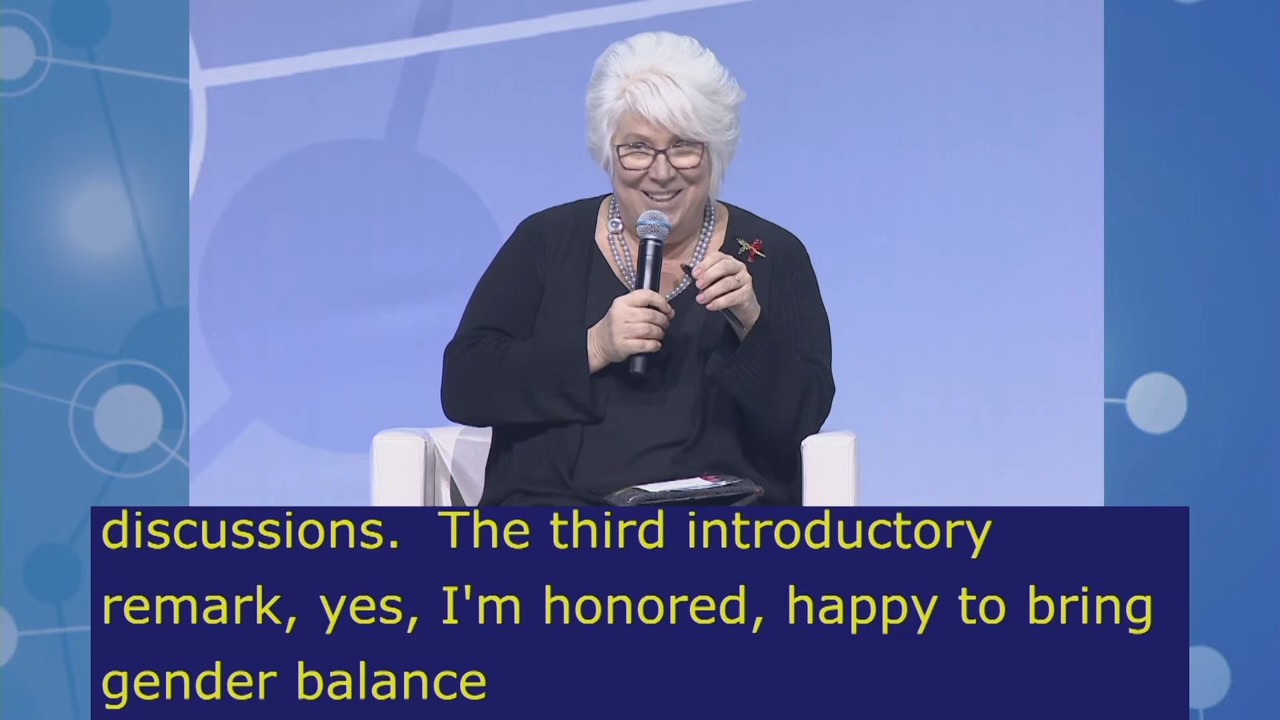 discussions.  The third introductory
remark, yes, I'm honored, happy to bring
gender balance